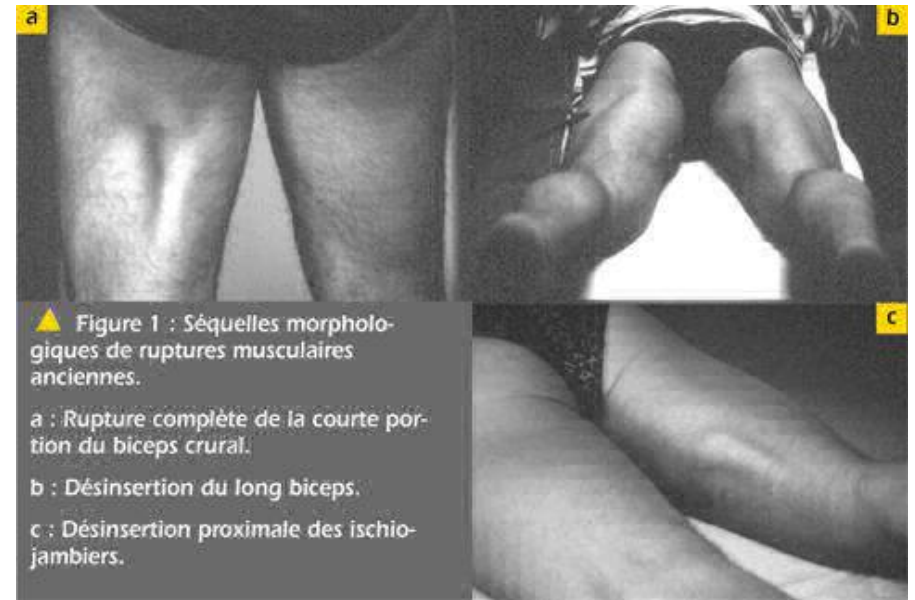 a
b
Figure 1 : Séquelles morpholo-
giques de ruptures musculaires
anciennes.
a : Rupture complète de la courte por-
tion du biceps crural.
b : Désinsertion du long biceps.
c : Désinsertion proximale des ischio-
jambiers.
c